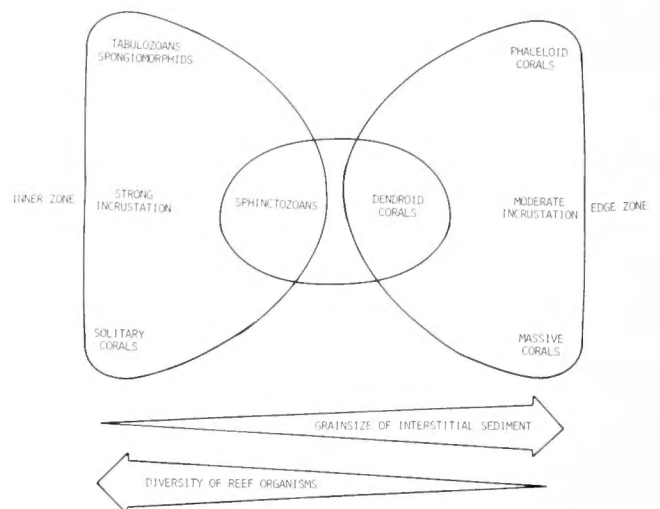 TABULOZOANS
SPONGIOMORPHIDS
PHACELOID
CORALS
INNER ZONE
STRONG
INCRUSTATION
SPHINCTOZOANS
DENDROID
CORALS
MODERATE
INCRUSTATION
EDGE ZONE
SOLITARY
CORALS
MASSIVE
CORALS
GRAINSIZE OF INTERSTITIAL SEDIMENT
DIVERSITY OF REEF ORGANISMS